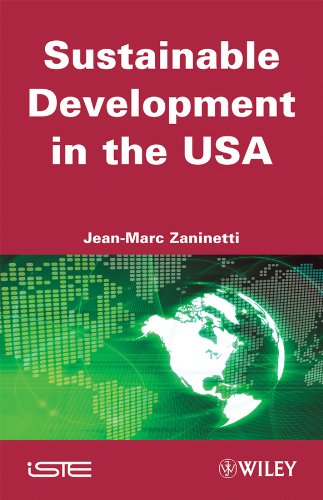 Sustainable
Development
in the USA
Jean-Marc Zaninetti
iSTE
WILEY